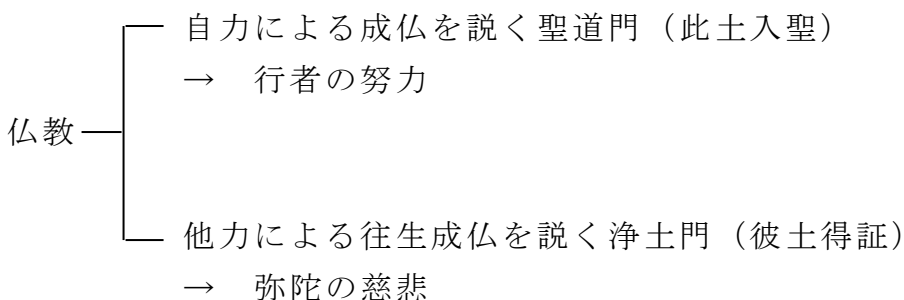 自力による成仏を説く聖道門（此土入聖）
→　行者の努力
仏教
他力による往生成仏を説く浄土門（彼土得証）
→　弥陀の慈悲